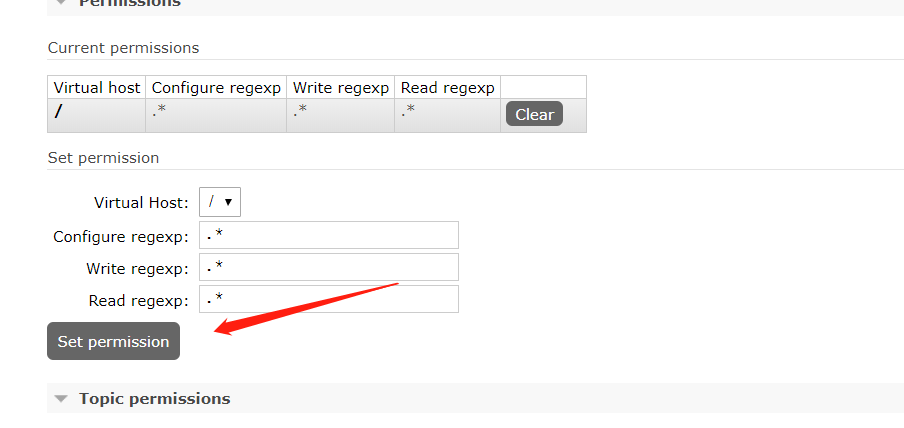 Permissions
Current permissions
Virtual host Configure regexp Write regexp Read regexp
/ .* .* .* Clear
Set permission
Virtual Host: /
Configure regexp: .*
Write regexp: .*
Read regexp: .*
Set permission
Topic permissions